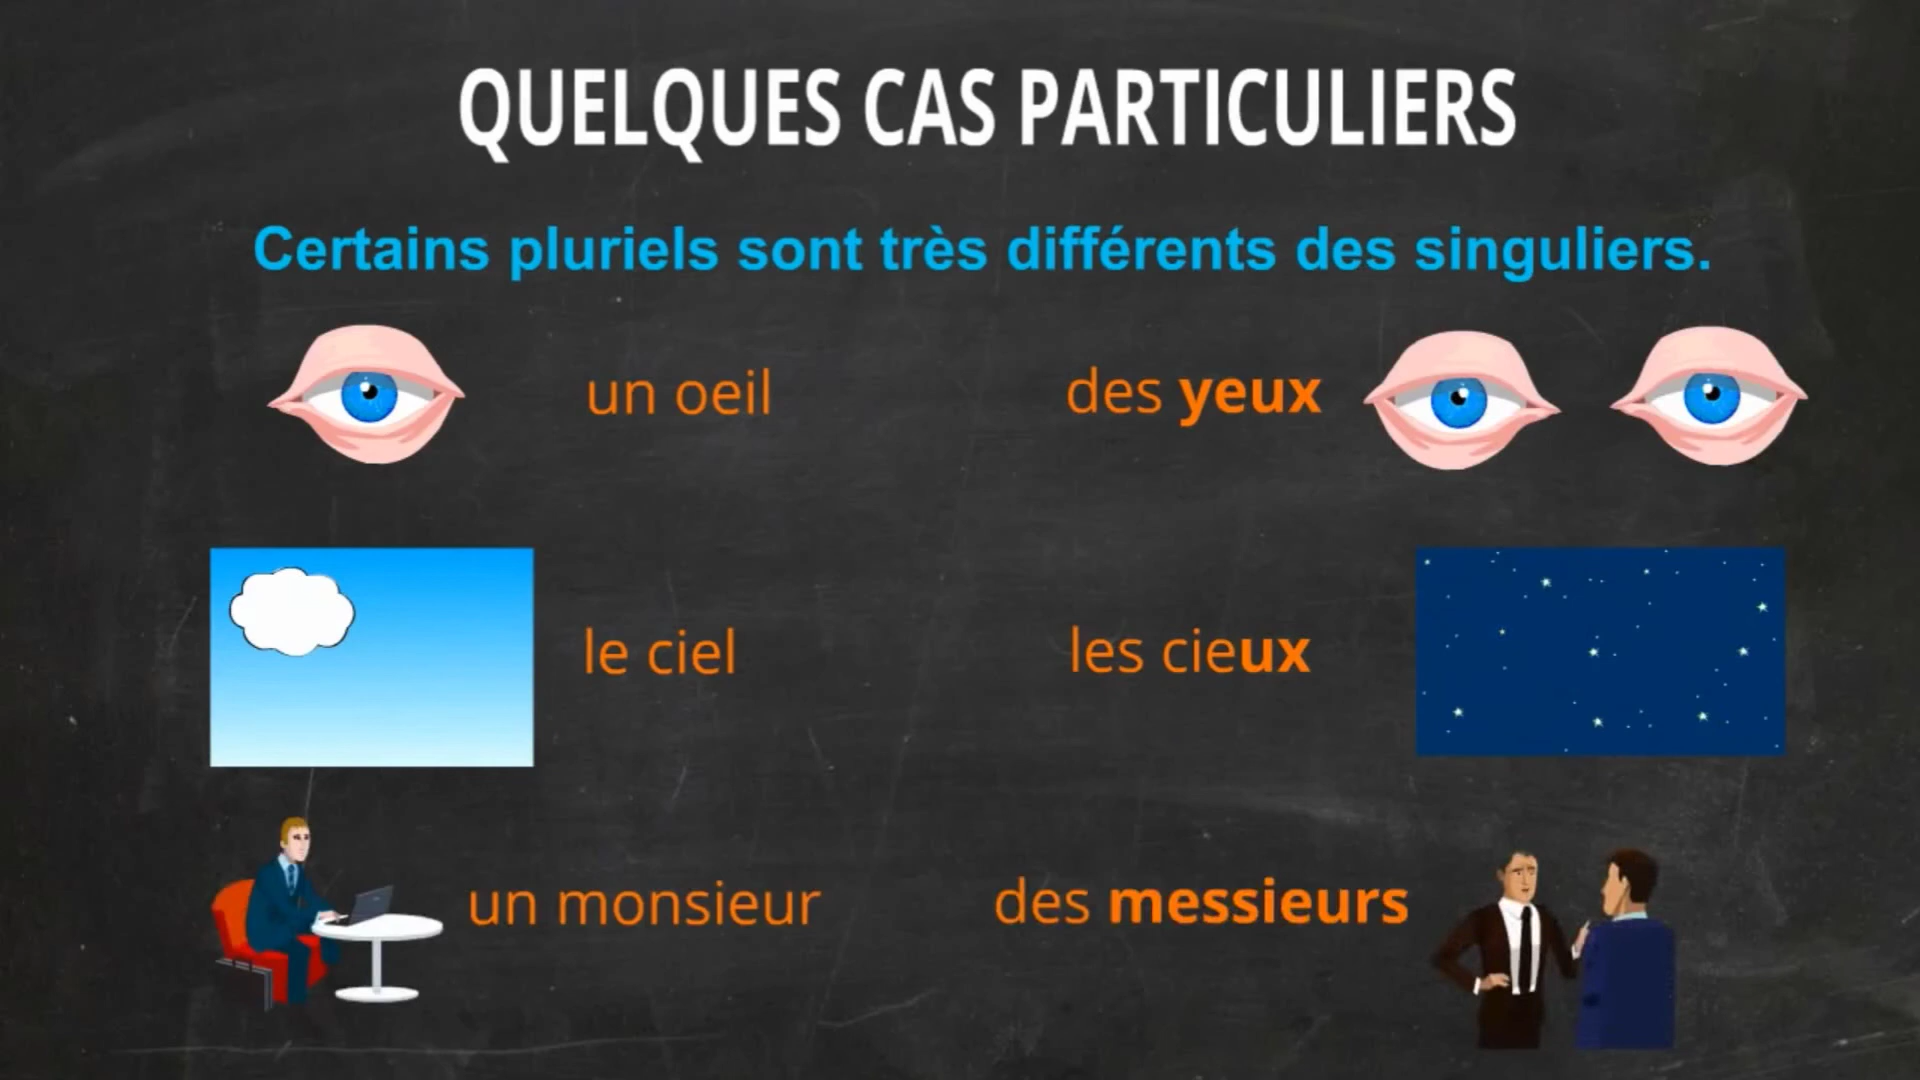 QUELQUES CAS PARTICULIERS
Certains pluriels sont très différents des singuliers.
un oeil des yeux
le ciel les cieux
un monsieur des messieurs